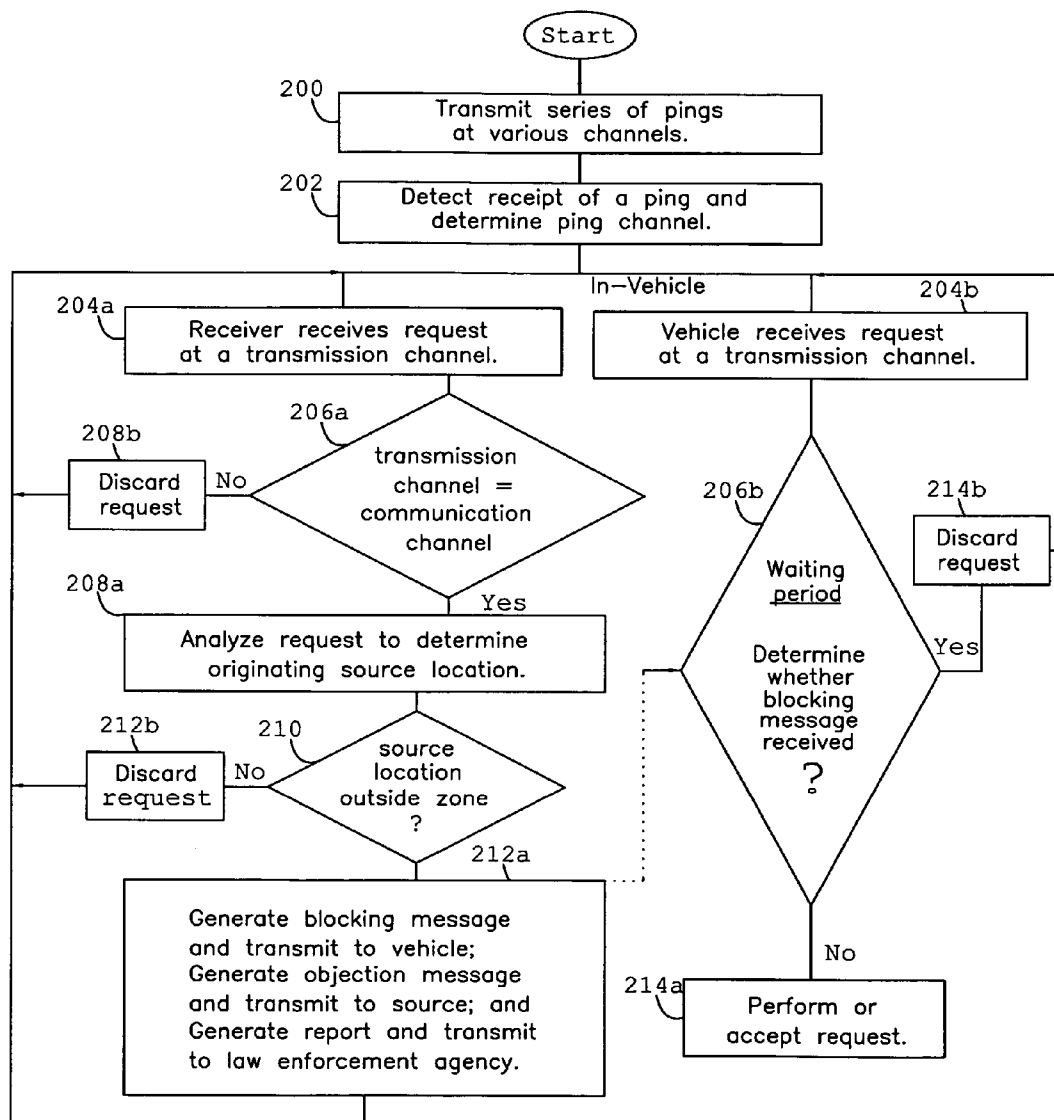 Start
200
Transmit series of pings
at various channels.
202
Detect receipt of a ping and
determine ping channel.
In-Vehicle
204a
Receiver receives request
at a transmission channel.
204b
Vehicle receives request
at a transmission channel.
206a
transmission
channel =
communication
channel
No
208b
Discard
request
Yes
208a
Analyze request to determine
originating source location.
210
source
location
outside zone
?
No
212b
Discard
request
212a
Generate blocking message
and transmit to vehicle;
Generate objection message
and transmit to source; and
Generate report and transmit
to law enforcement agency.
206b
Waiting
period
Determine
whether
blocking
message
received
?
Yes
214b
Discard
request
No
214a
Perform or
accept request.